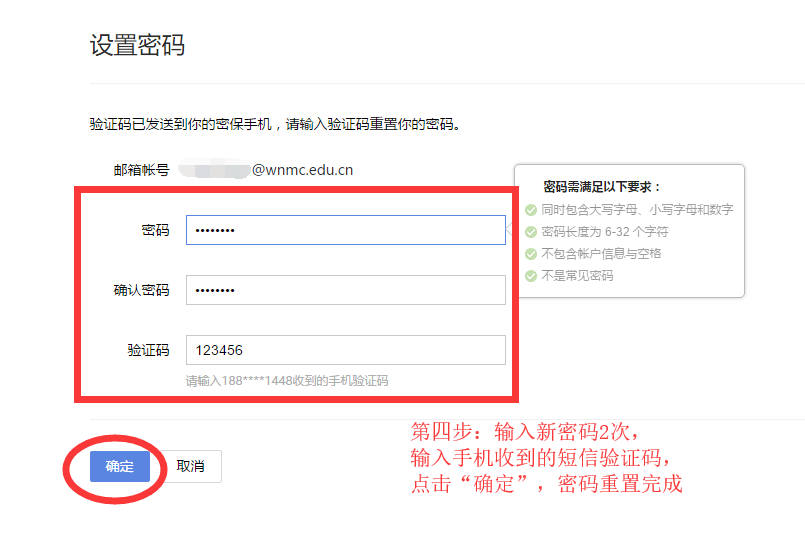 设置密码
验证码已发送到你的密保手机，请输入验证码重置你的密码。
邮箱帐号 @wnmc.edu.cn
密码需满足以下要求：
同时包含大写字母、小写字母和数字
密码 ••••••••
密码长度为 6-32 个字符
不包含帐户信息与空格
不是常见密码
确认密码 ••••••••
验证码 123456
请输入188****1448收到的手机验证码
第四步：输入新密码2次，
输入手机收到的短信验证码，
点击“确定”，密码重置完成
确定 取消